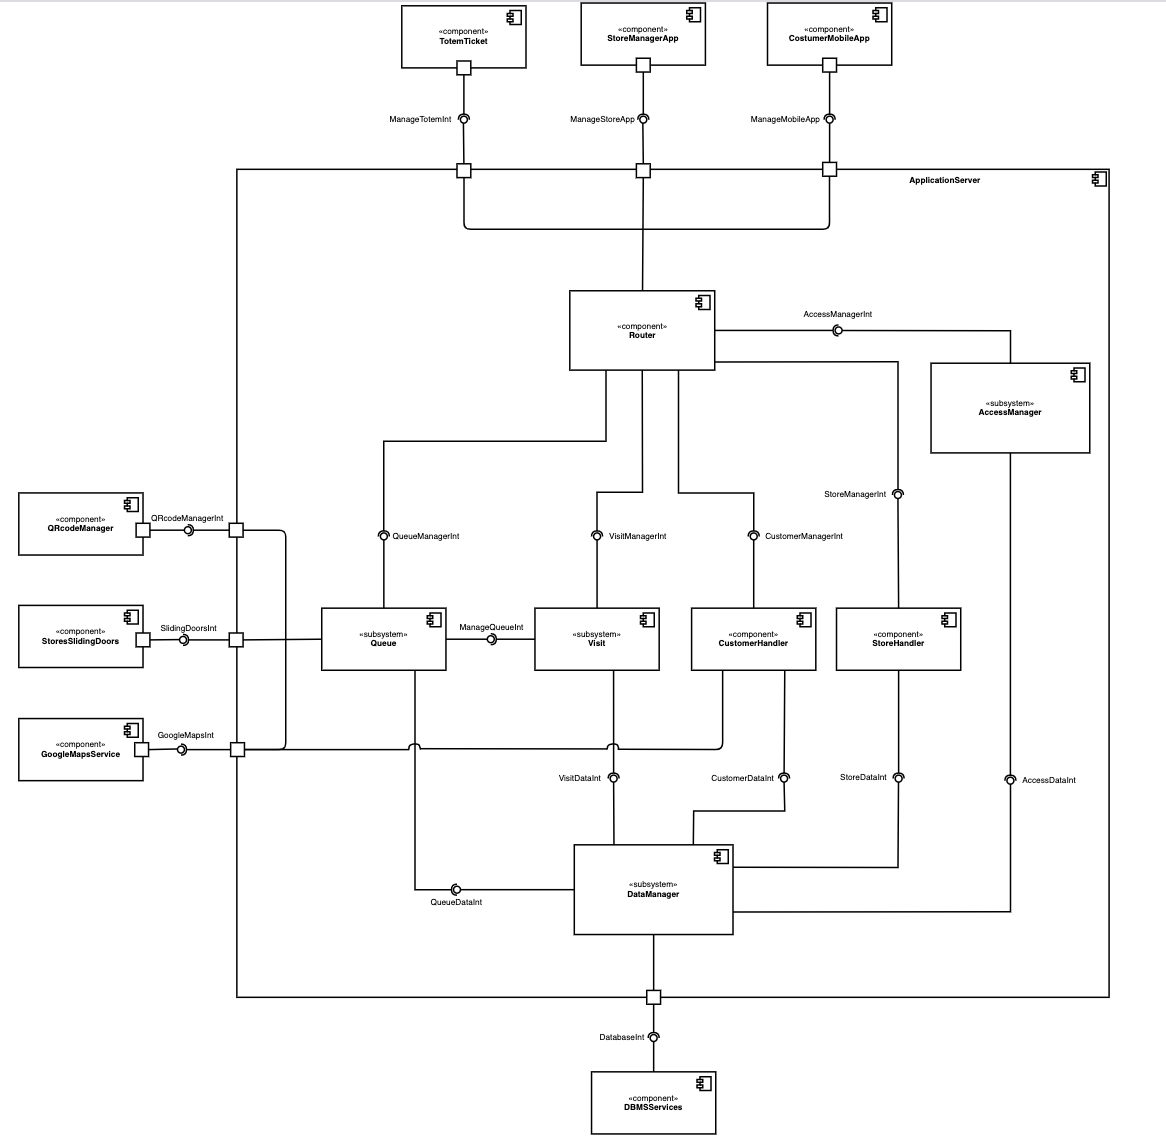 «component»
TotemTicket
«component»
StoreManagerApp
«component»
CostumerMobileApp
ManageTotemInt
ManageStoreApp
ManageMobileApp
ApplicationServer
«component»
Router
AccessManagerInt
«subsystem»
AccessManager
«component»
QRcodeManager
QRcodeManagerInt
StoreManagerInt
QueueManagerInt
VisitManagerInt
CustomerManagerInt
«component»
StoresSlidingDoors
SlidingDoorsInt
«subsystem»
Queue
ManageQueueInt
«subsystem»
Visit
«component»
CustomerHandler
«component»
StoreHandler
«component»
GoogleMapsService
GoogleMapsInt
VisitDataInt
CustomerDataInt
StoreDataInt
AccessDataInt
«subsystem»
DataManager
QueueDataInt
DatabaseInt
«component»
DBMSServices